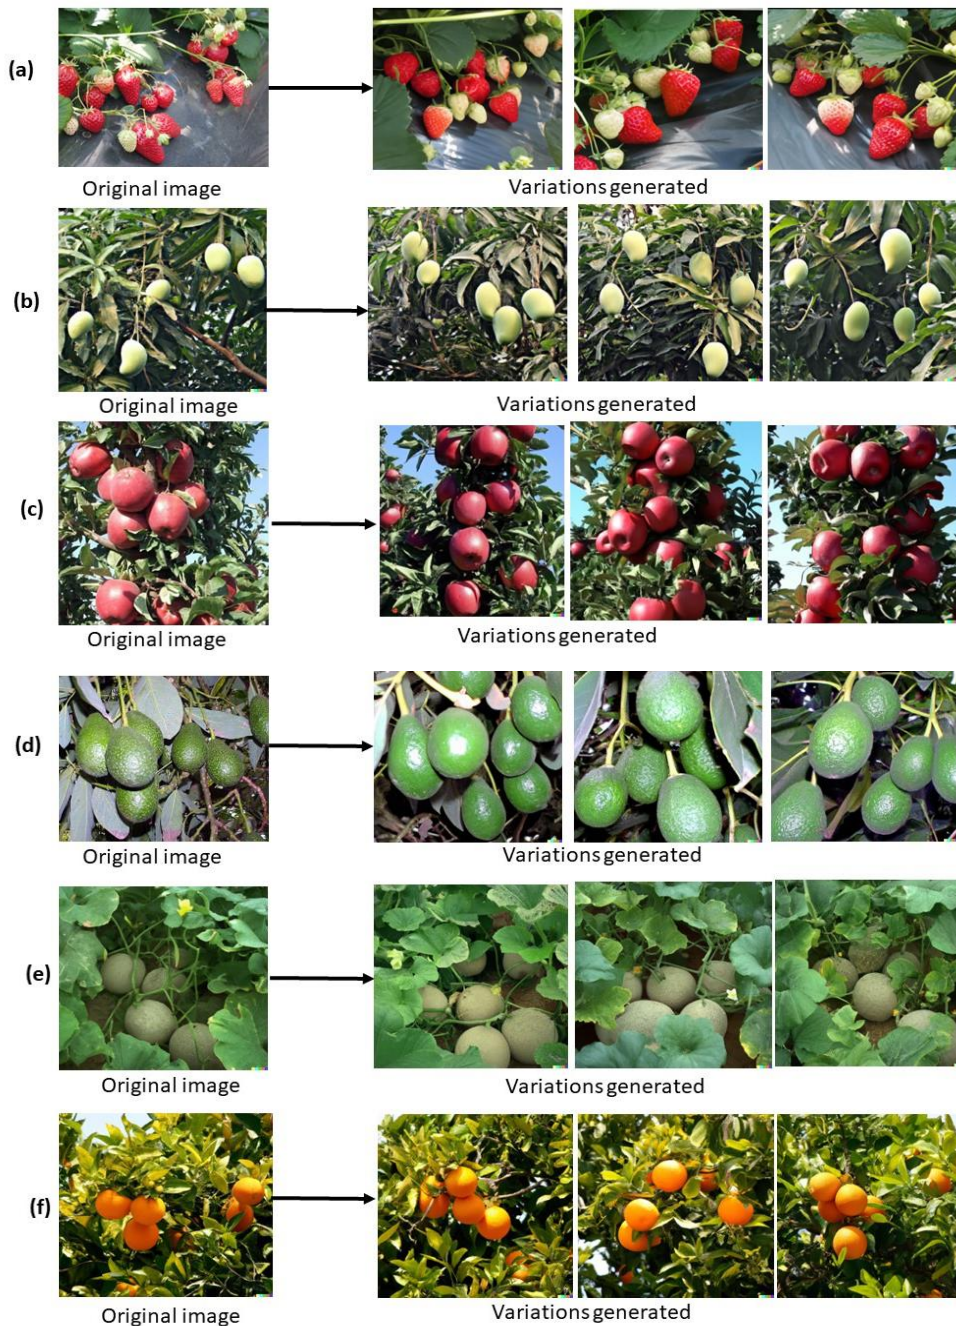 (a)
Original image
Variations generated
(b)
Original image
Variations generated
(c)
Original image
Variations generated
(d)
Original image
Variations generated
(e)
Original image
Variations generated
(f)
Original image
Variations generated